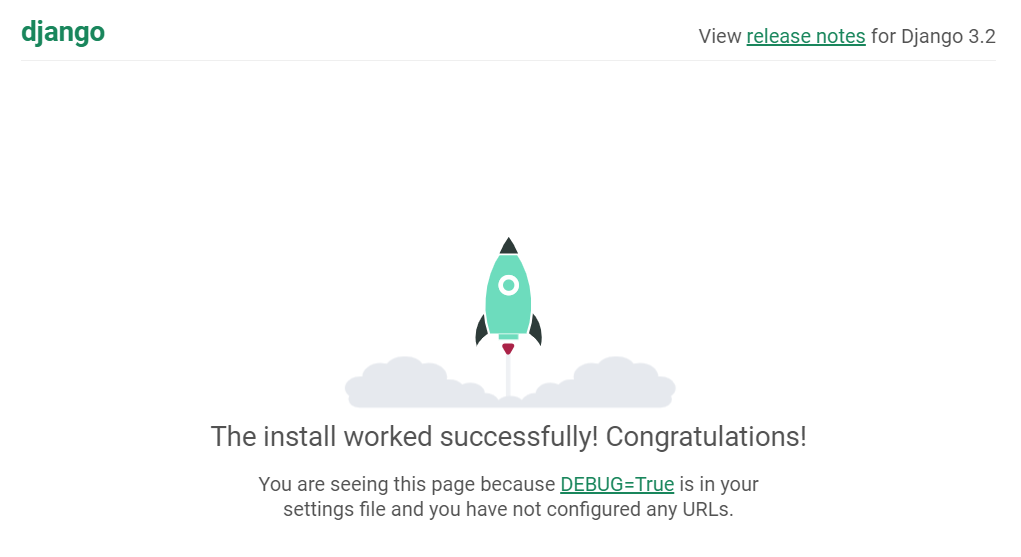 django
View release notes for Django 3.2
The install worked successfully! Congratulations!
You are seeing this page because DEBUG=True is in your
settings file and you have not configured any URLs.